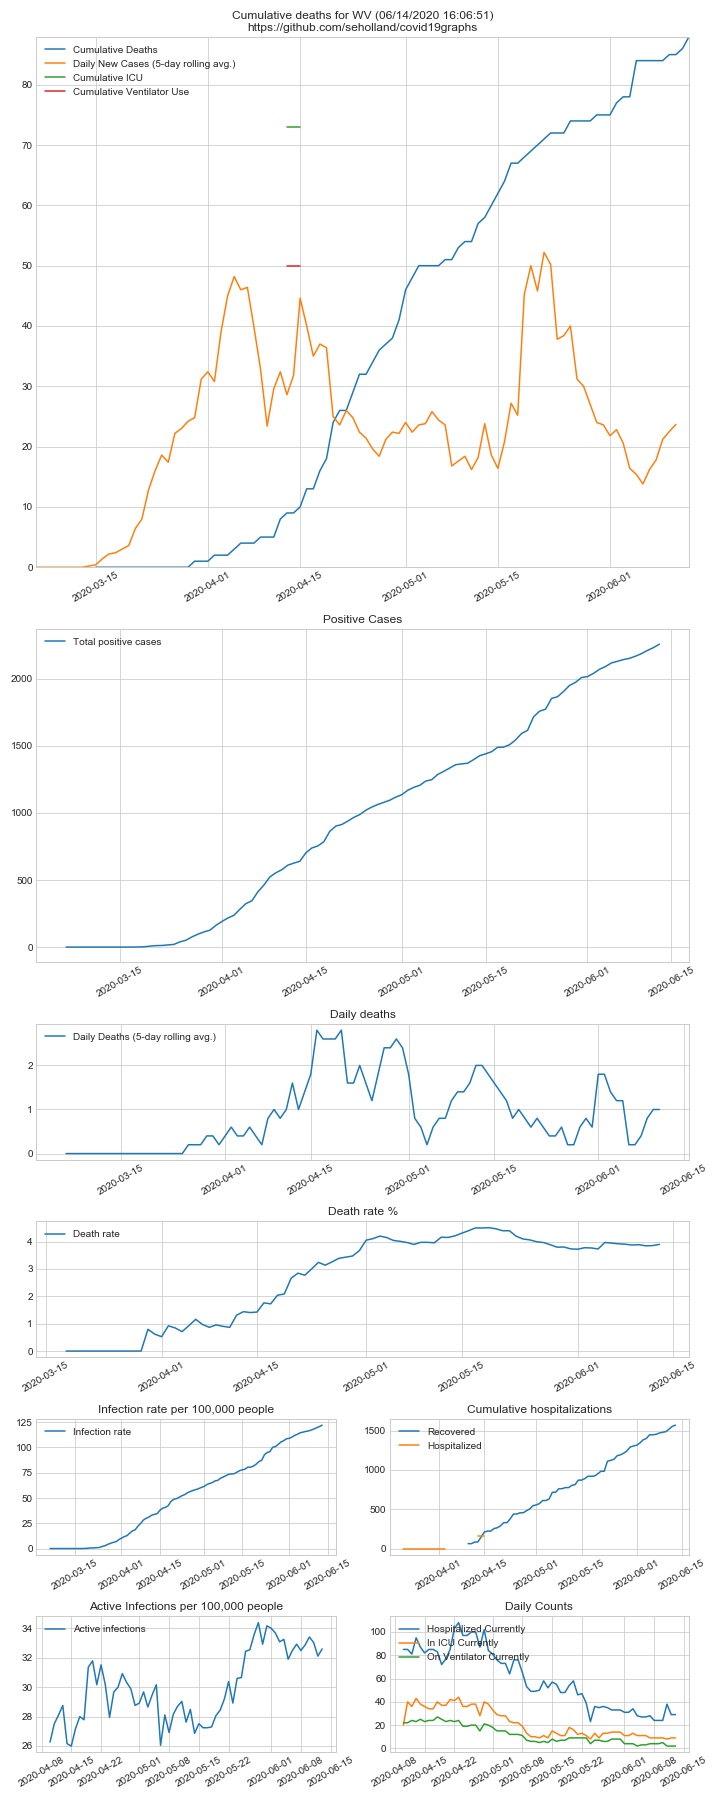 Cumulative deaths for WV (06/14/2020 16:06:51)
https://github.com/seholland/covid19graphs
Cumulative Deaths
Daily New Cases (5-day rolling avg.)
Cumulative ICU
Cumulative Ventilator Use
80
70
60
50
40
30
20
10
0
2020-03-15 2020-04-01 2020-04-15 2020-05-01 2020-05-15 2020-06-01
Positive Cases
Total positive cases
2000
1500
1000
500
0
2020-03-15 2020-04-01 2020-04-15 2020-05-01 2020-05-15 2020-06-01 2020-06-15
Daily deaths
Daily Deaths (5-day rolling avg.)
2
1
0
2020-03-15 2020-04-01 2020-04-15 2020-05-01 2020-05-15 2020-06-01 2020-06-15
Death rate %
Death rate
4
3
2
1
0
2020-03-15 2020-04-01 2020-04-15 2020-05-01 2020-05-15 2020-06-01 2020-06-15
Infection rate per 100,000 people
Infection rate
125
100
75
50
25
0
2020-03-15 2020-04-01 2020-04-15 2020-05-01 2020-05-15 2020-06-01 2020-06-15
Cumulative hospitalizations
Recovered
Hospitalized
1500
1000
500
0
2020-04-01 2020-04-15 2020-05-01 2020-05-15 2020-06-01 2020-06-15
Active Infections per 100,000 people
Active infections
34
32
30
28
26
2020-04-08 2020-04-15 2020-04-22 2020-05-01 2020-05-08 2020-05-15 2020-05-22 2020-06-01 2020-06-08 2020-06-15
Daily Counts
Hospitalized Currently
In ICU Currently
On Ventilator Currently
100
80
60
40
20
0
2020-04-08 2020-04-15 2020-04-22 2020-05-01 2020-05-08 2020-05-15 2020-05-22 2020-06-01 2020-06-08 2020-06-15